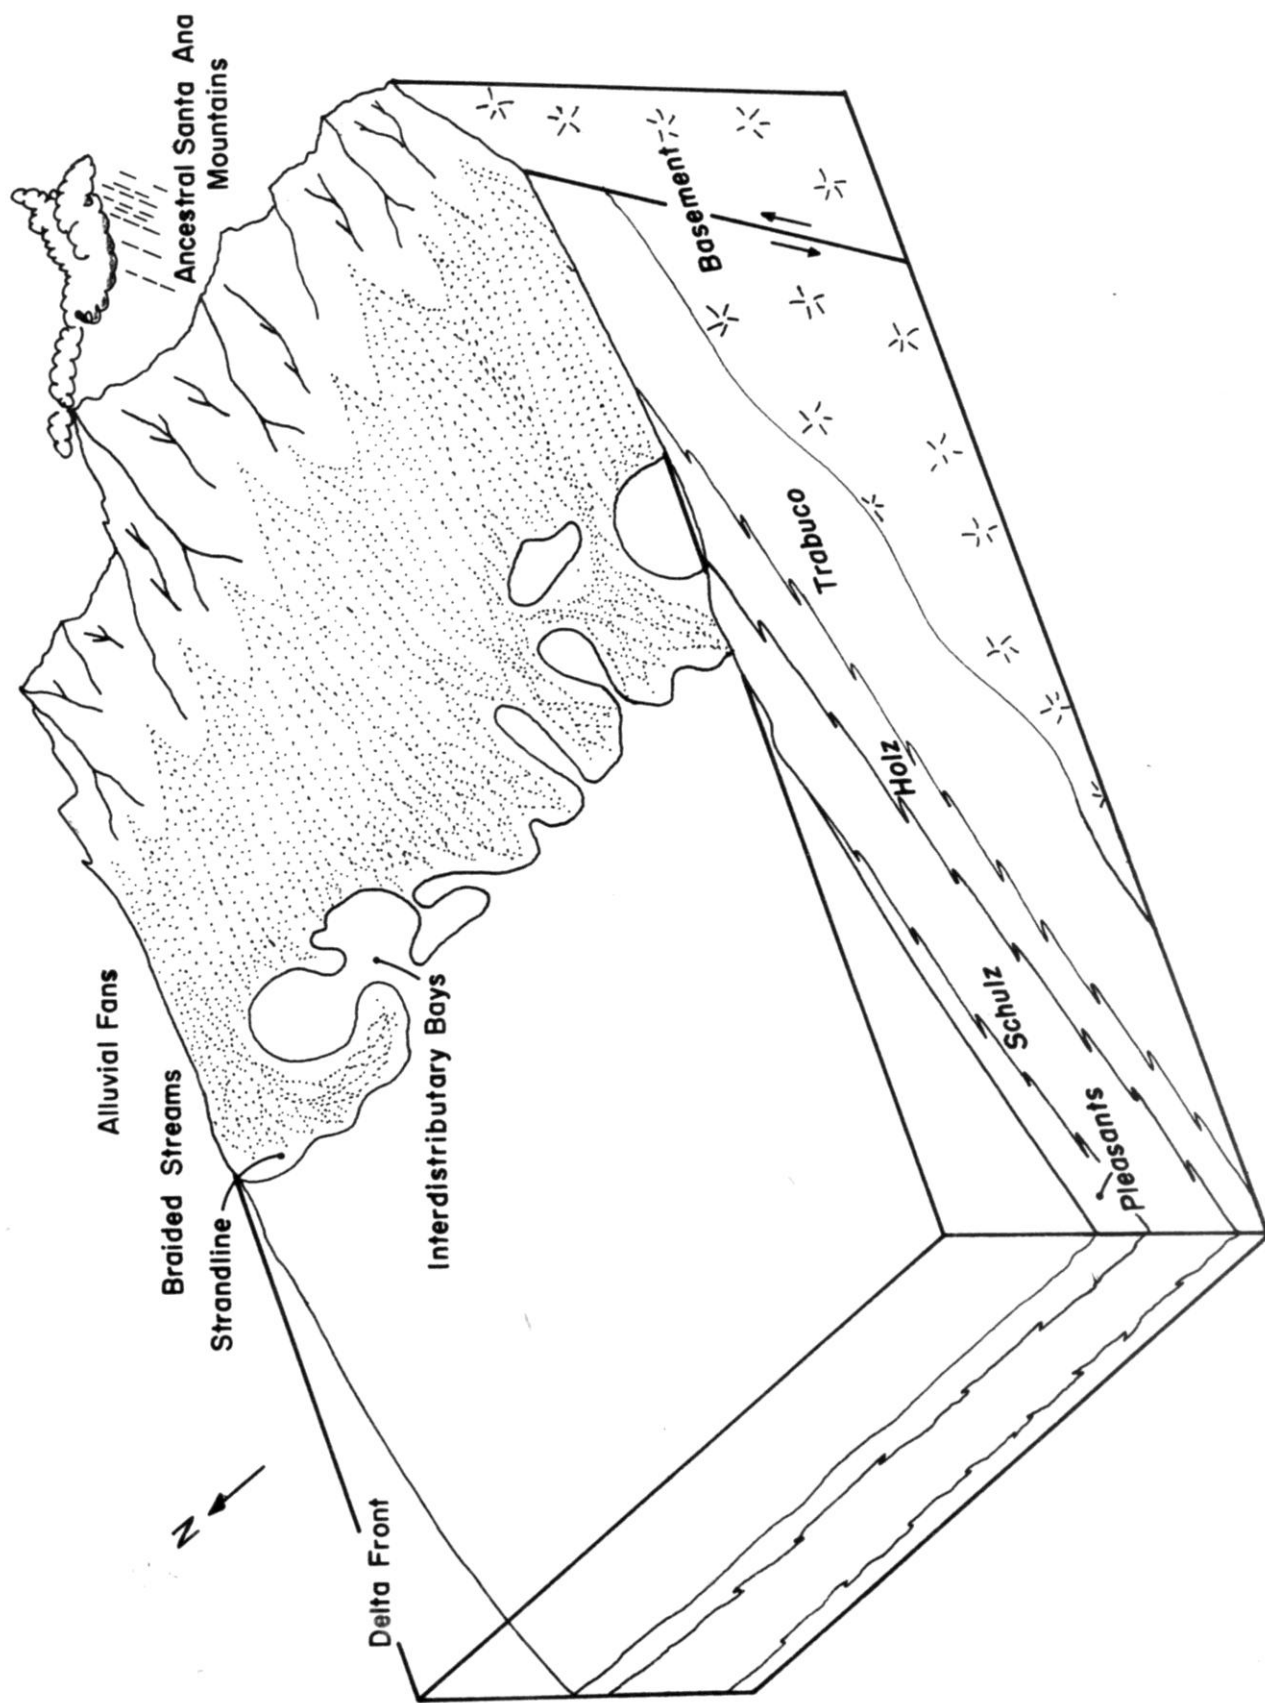 Ancestral Santa Ana
Mountains
Alluvial Fans
Braided Streams
Strandline
N
Delta Front
Interdistributary Bays
Basement
Trabuco
Holz
Schulz
Pleasants